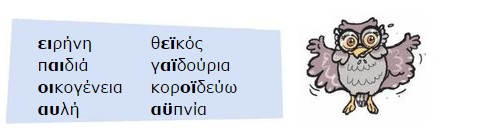 ειρήνη θεϊκός
παιδιά γαϊδούρια
οικογένεια κοροϊδεύω
αυλή αϋπνία